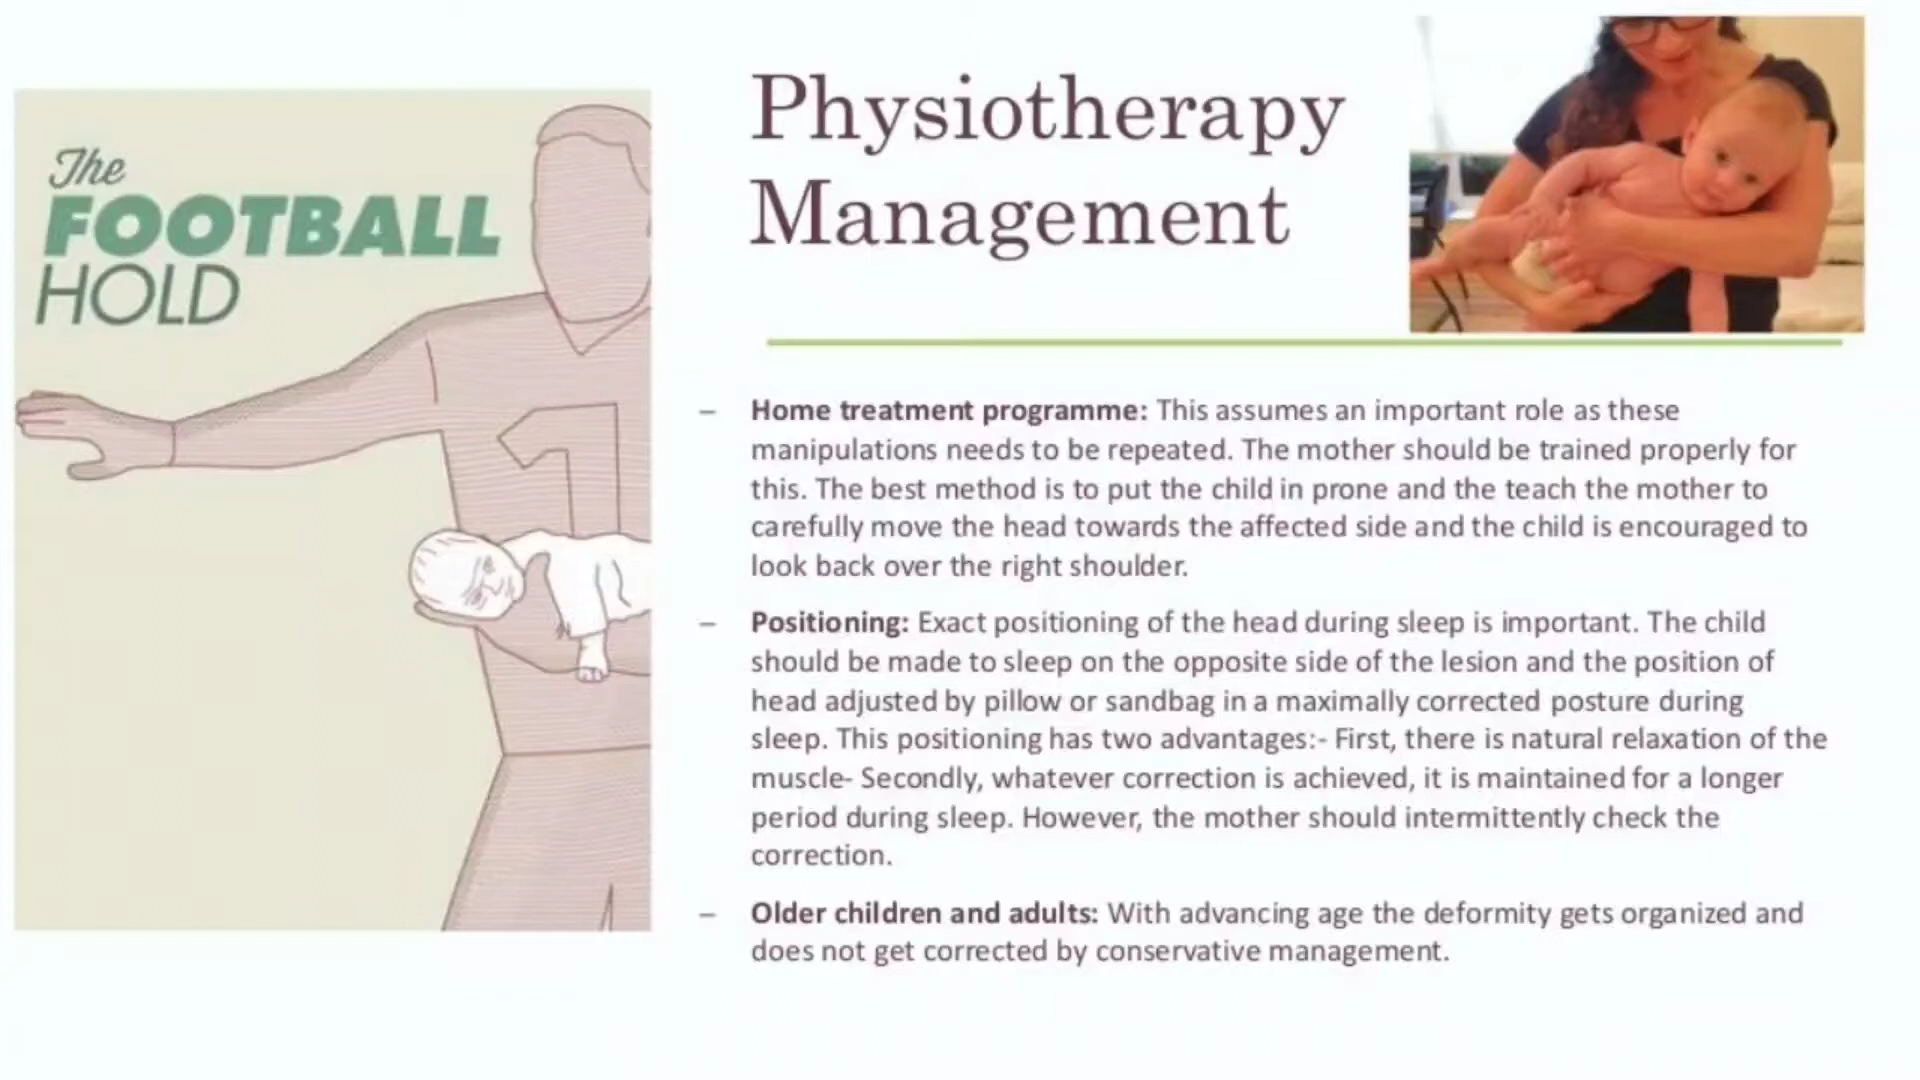 The
FOOTBALL
HOLD
Physiotherapy
Management
– Home treatment programme: This assumes an important role as these
manipulations needs to be repeated. The mother should be trained properly for
this. The best method is to put the child in prone and the teach the mother to
carefully move the head towards the affected side and the child is encouraged to
look back over the right shoulder.
– Positioning: Exact positioning of the head during sleep is important. The child
should be made to sleep on the opposite side of the lesion and the position of
head adjusted by pillow or sandbag in a maximally corrected posture during
sleep. This positioning has two advantages:- First, there is natural relaxation of the
muscle- Secondly, whatever correction is achieved, it is maintained for a longer
period during sleep. However, the mother should intermittently check the
correction.
– Older children and adults: With advancing age the deformity gets organized and
does not get corrected by conservative management.